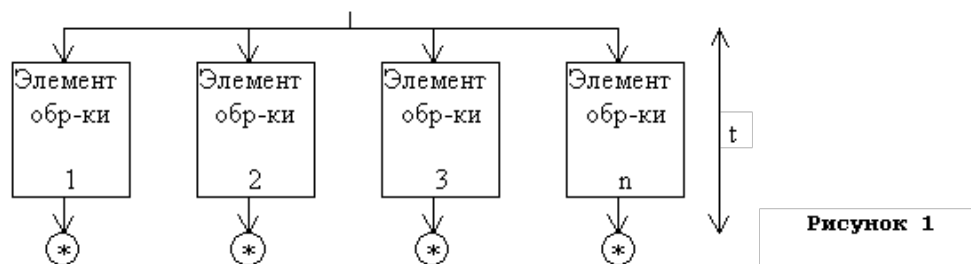 Элемент Элемент Элемент Элемент
обр-ки обр-ки обр-ки обр-ки
t
1 2 3 n
Рисунок 1
* * * *